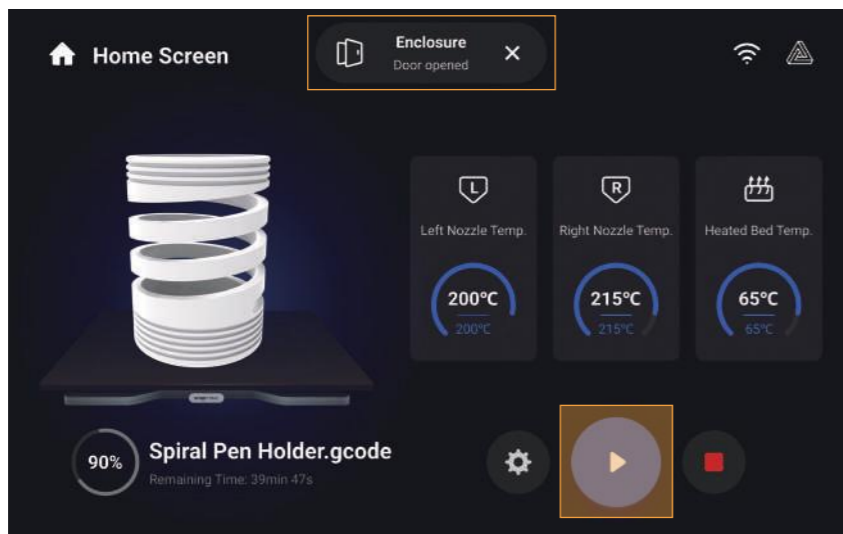 Home Screen
Enclosure
Door opened
L
R
Left Nozzle Temp.
Right Nozzle Temp.
Heated Bed Temp.
200°C
200°C
215°C
215°C
65°C
65°C
90%
Spiral Pen Holder.gcode
Remaining Time: 39min 47s